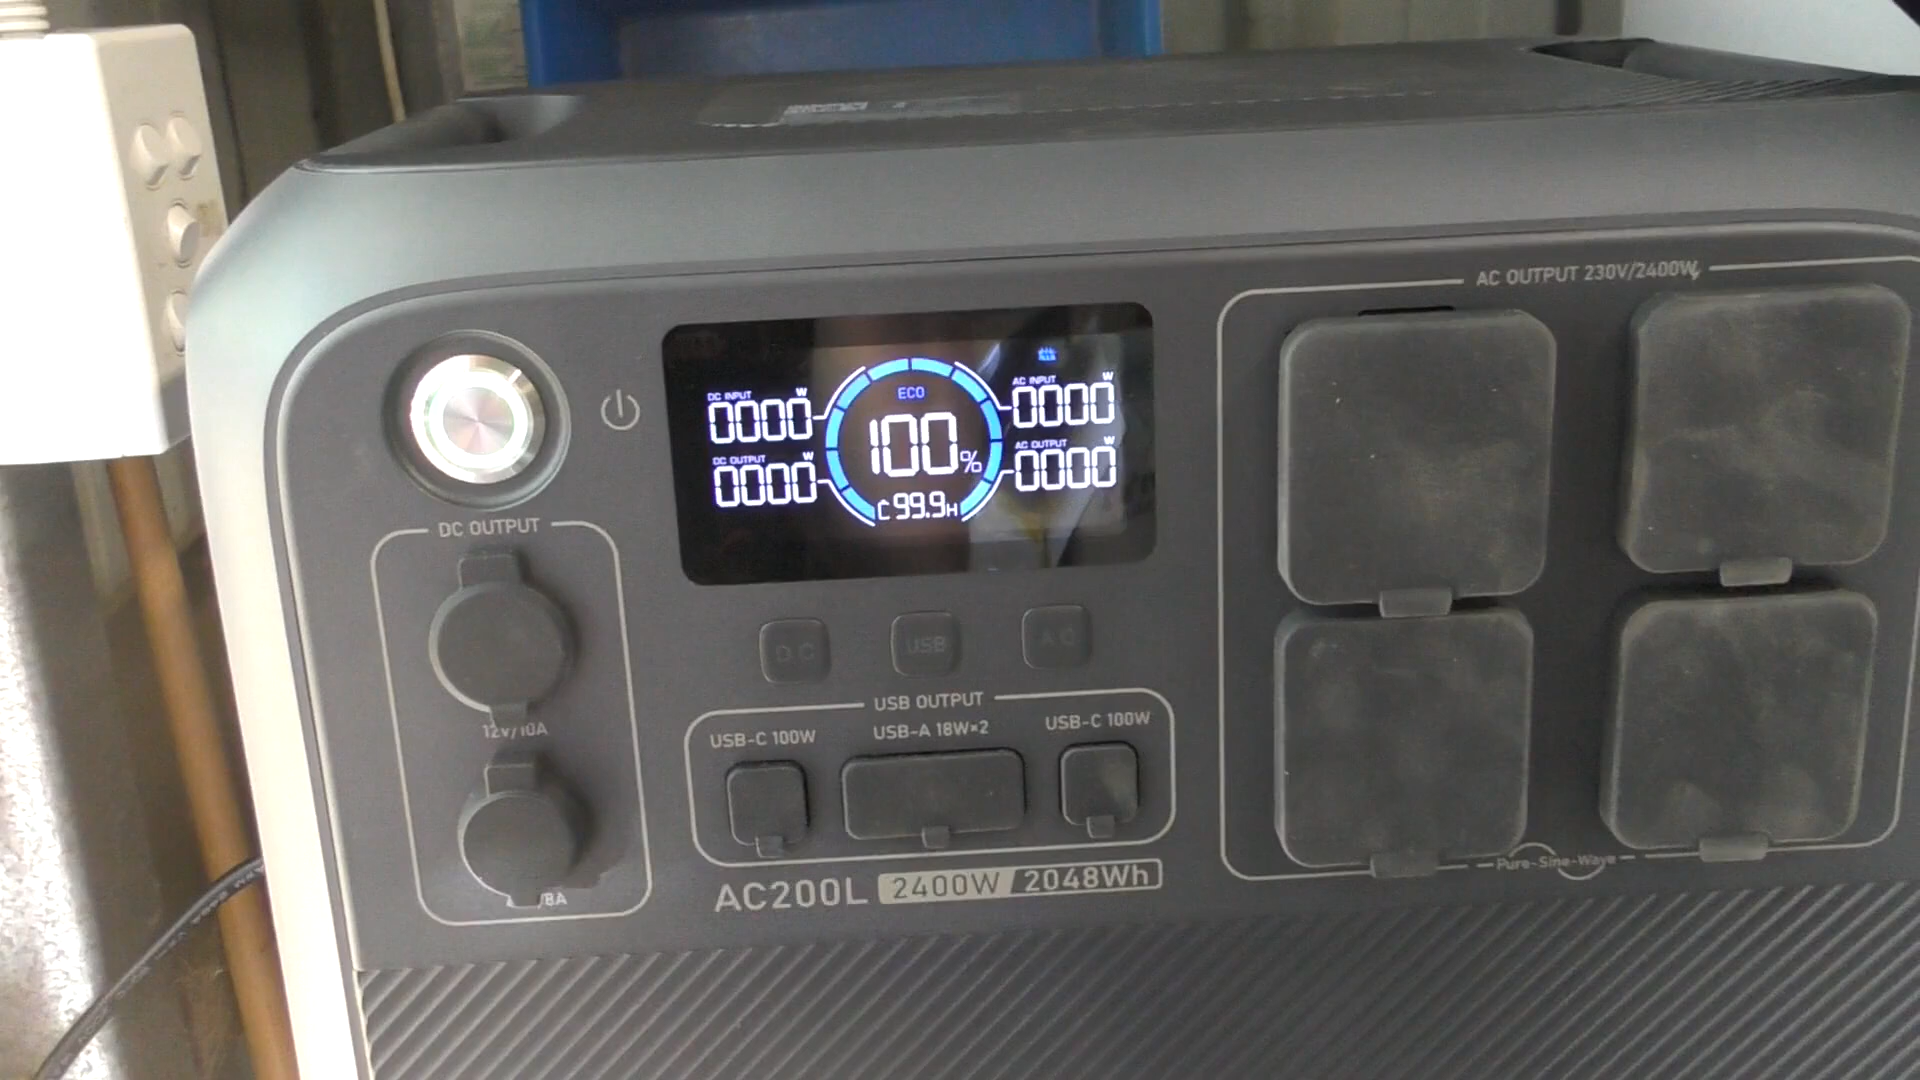 AC OUTPUT 230V/2400W
DC INPUT W
0000
ECO
AC INPUT W
0000
100%
DC OUTPUT W
0000
AC OUTPUT W
0000
99.9H
DC OUTPUT
DC
USB
AC
USB OUTPUT
12V/10A
USB-C 100W
USB-A 18W×2
USB-C 100W
/8A
AC200L 2400W/2048Wh
Pure-Sine-Wave